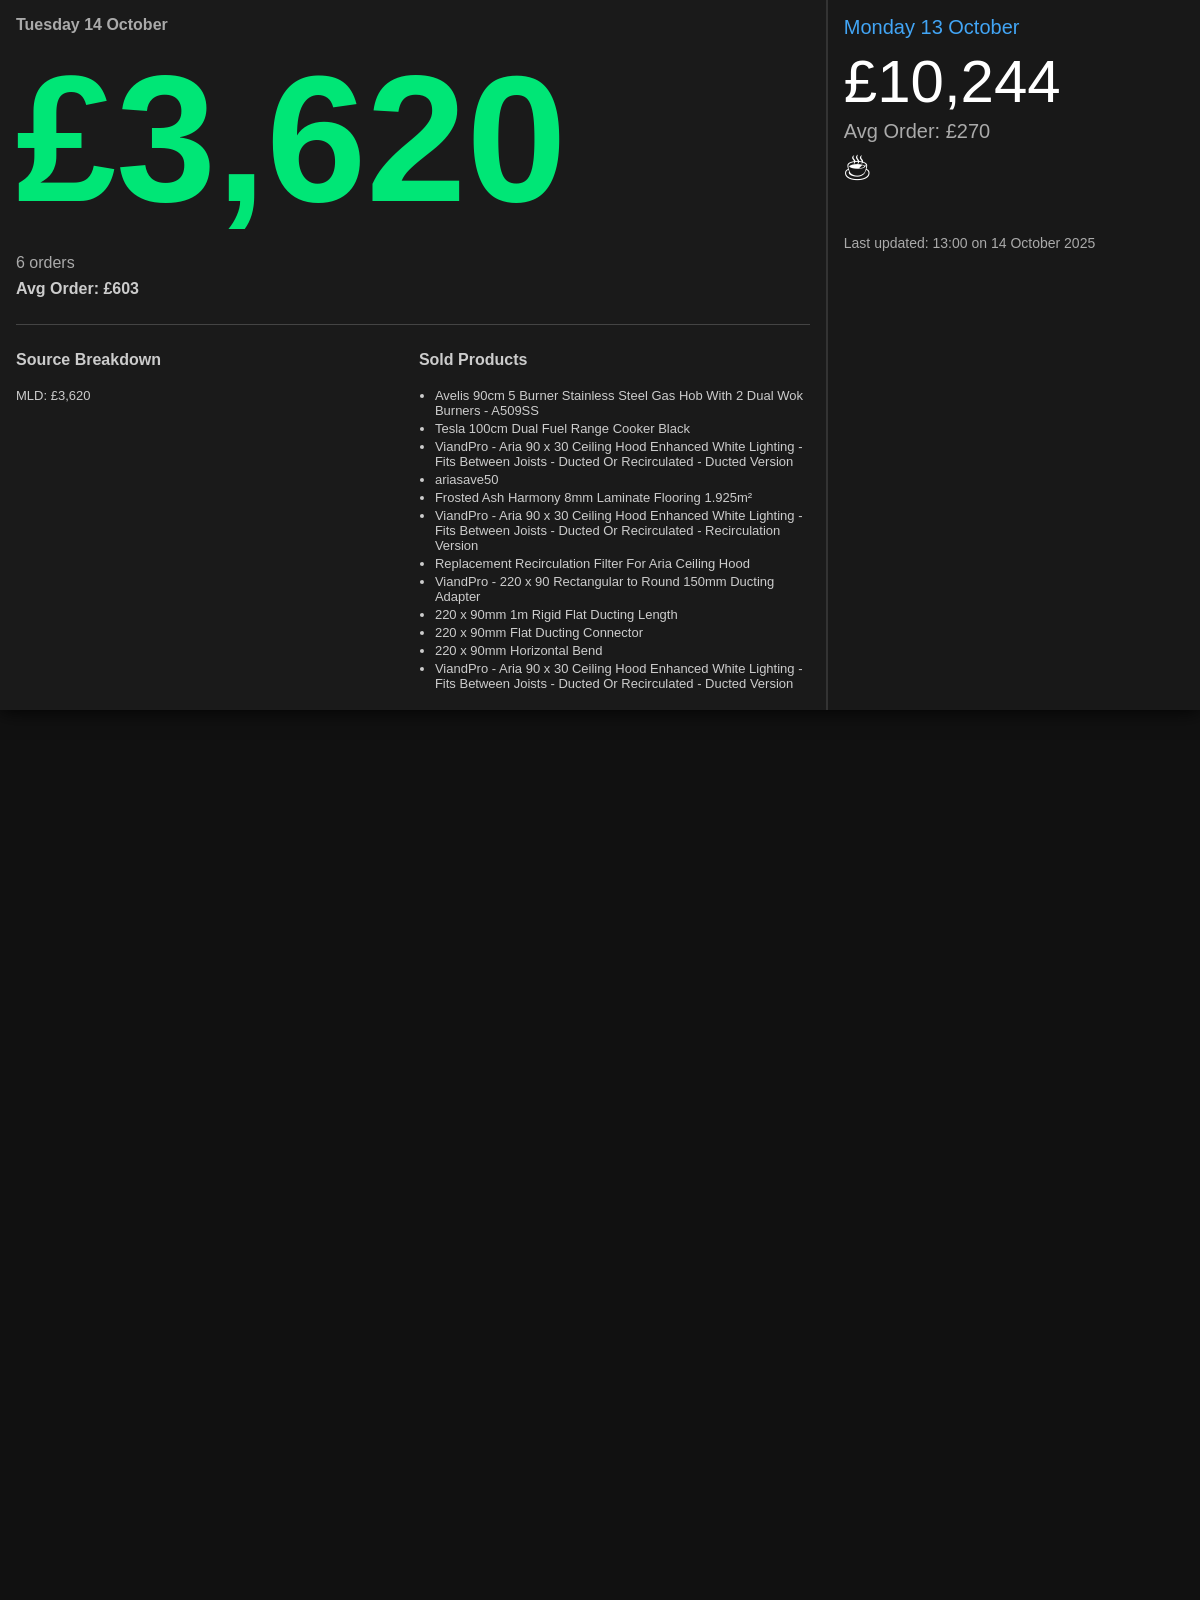 Tuesday 14 October
£3,620
6 orders
Avg Order: £603
Source Breakdown
MLD: £3,620
Sold Products
Avelis 90cm 5 Burner Stainless Steel Gas Hob With 2 Dual Wok
Burners - A509SS
Tesla 100cm Dual Fuel Range Cooker Black
ViandPro - Aria 90 x 30 Ceiling Hood Enhanced White Lighting -
Fits Between Joists - Ducted Or Recirculated - Ducted Version
ariasave50
Frosted Ash Harmony 8mm Laminate Flooring 1.925m²
ViandPro - Aria 90 x 30 Ceiling Hood Enhanced White Lighting -
Fits Between Joists - Ducted Or Recirculated - Recirculation
Version
Replacement Recirculation Filter For Aria Ceiling Hood
ViandPro - 220 x 90 Rectangular to Round 150mm Ducting
Adapter
220 x 90mm 1m Rigid Flat Ducting Length
220 x 90mm Flat Ducting Connector
220 x 90mm Horizontal Bend
ViandPro - Aria 90 x 30 Ceiling Hood Enhanced White Lighting -
Fits Between Joists - Ducted Or Recirculated - Ducted Version
Monday 13 October
£10,244
Avg Order: £270
Last updated: 13:00 on 14 October 2025